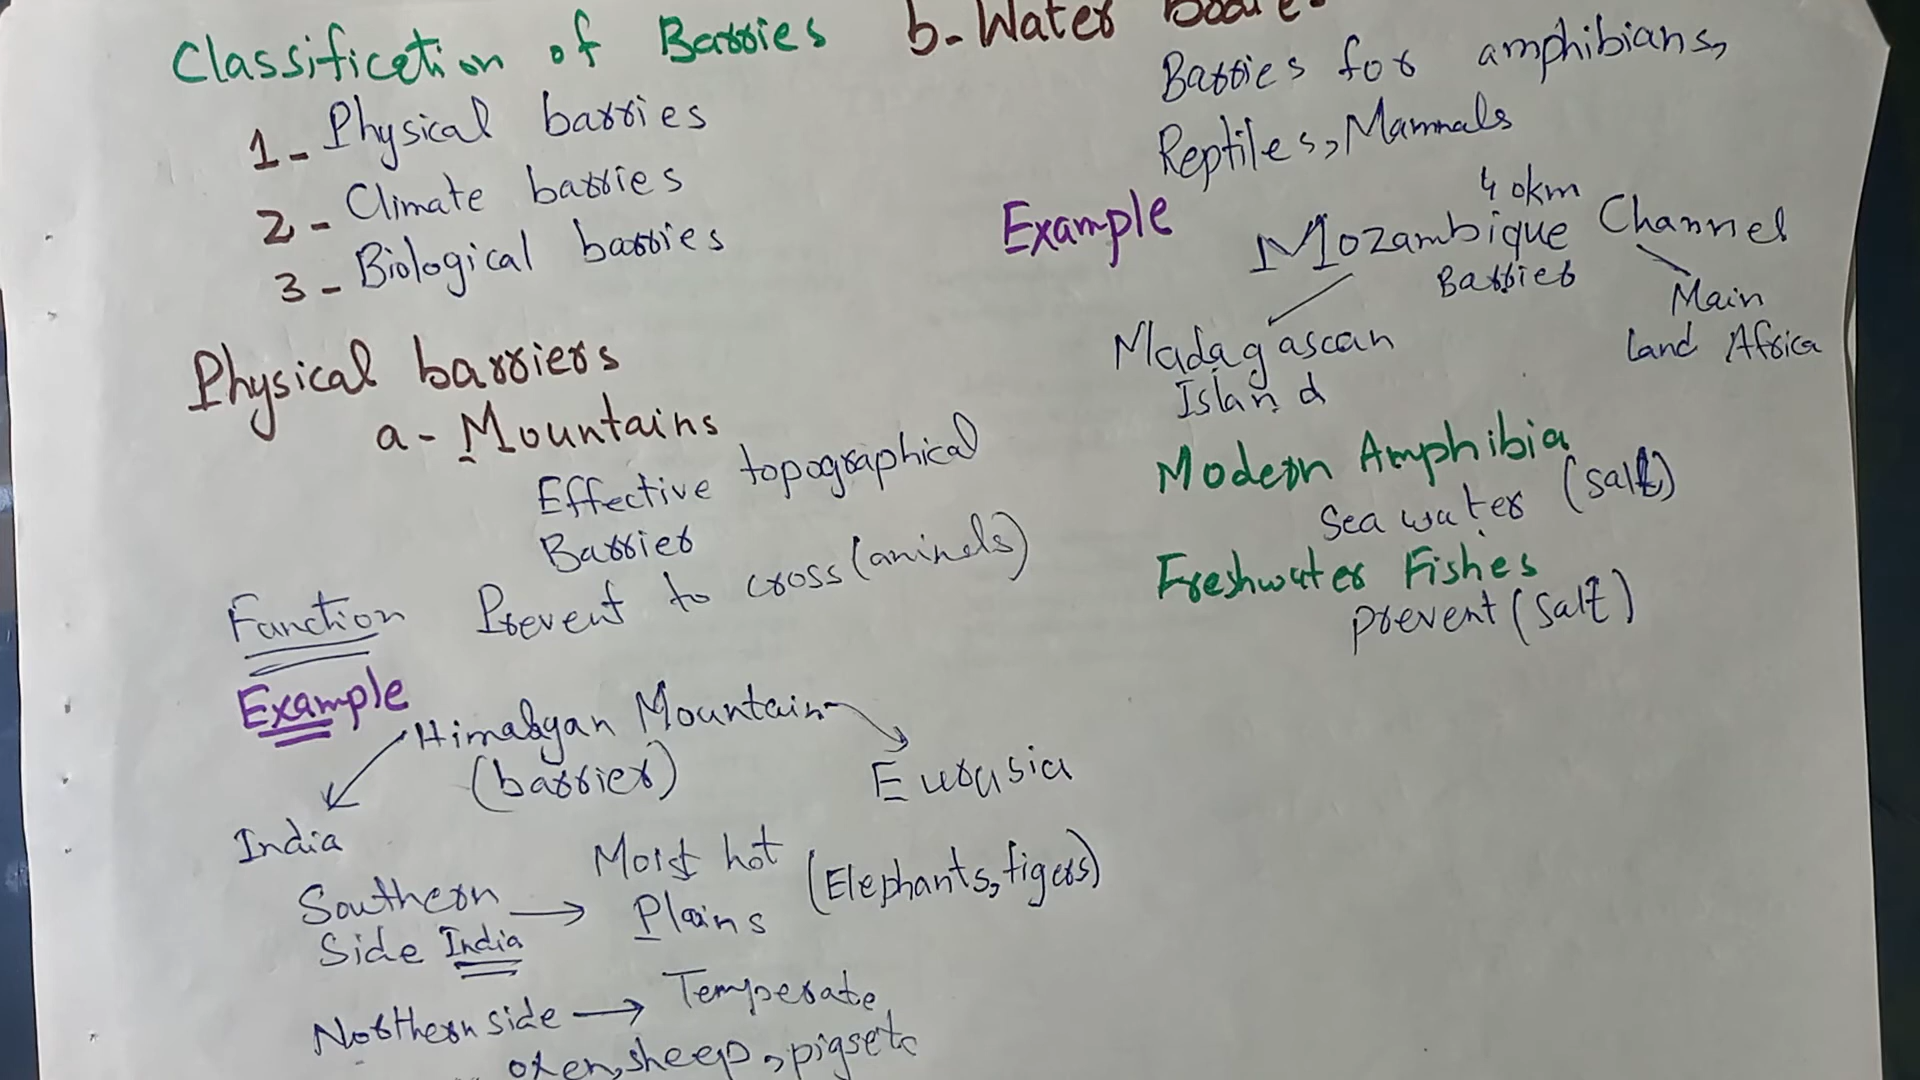 Classification of Barries
1- Physical barries
2- Climate barries
3- Biological barries
Physical barriers
a- Mountains
Effective topographical
Barrier
Function Prevent to cross (animels)
Example
Himalayan Mountain
(barrier)
Eurasia
India
Southern
Side India
Moist hot
Plains
(Elephants, tigers)
Northern side → Temperate
oxen, sheep, pigs etc
b- Water
Barries for amphibians,
Reptiles, Mammals
Example
40km
Mozambique Channel
Barrier
Main
land Africa
Madagascan
Island
Modern Amphibia
Sea water (salt)
Freshwater Fishes
prevent (salt)